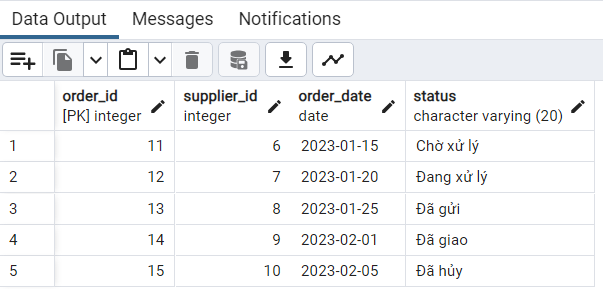 Data Output Messages Notifications
order_id supplier_id order_date status
[PK] integer integer date character varying (20)
1 11 6 2023-01-15 Chờ xử lý
2 12 7 2023-01-20 Đang xử lý
3 13 8 2023-01-25 Đã gửi
4 14 9 2023-02-01 Đã giao
5 15 10 2023-02-05 Đã hủy